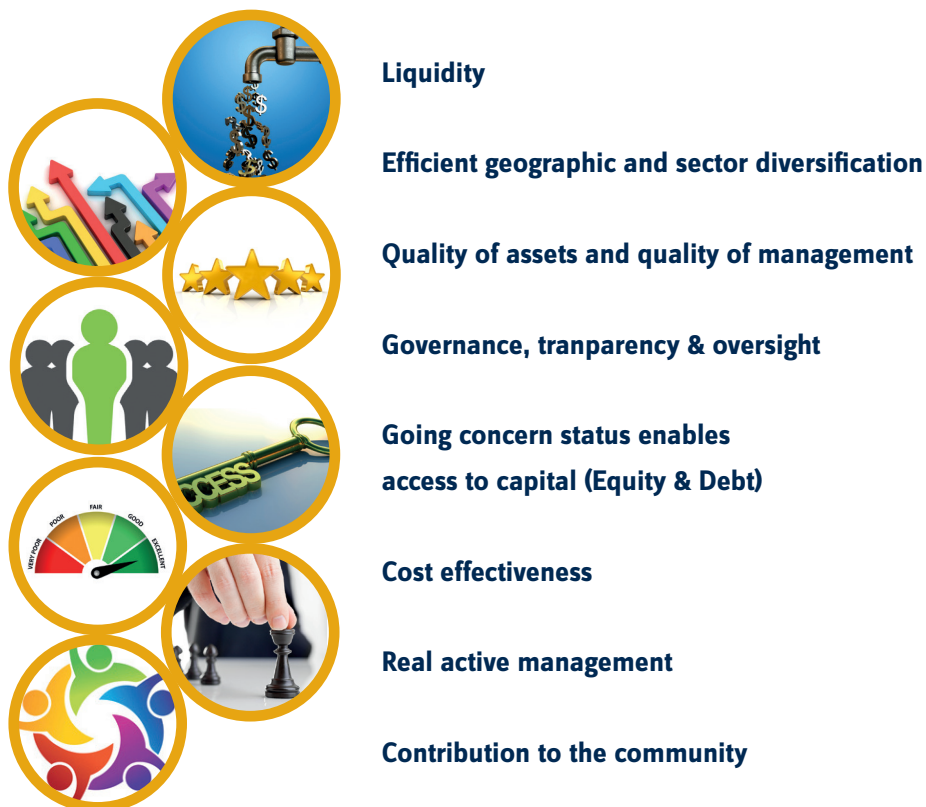 Liquidity
Efficient geographic and sector diversification
Quality of assets and quality of management
Governance, tranparency & oversight
Going concern status enables
access to capital (Equity & Debt)
CCESS
VERY POOR
POOR
FAIR
GOOD
EXCELLENT
Cost effectiveness
Real active management
Contribution to the community